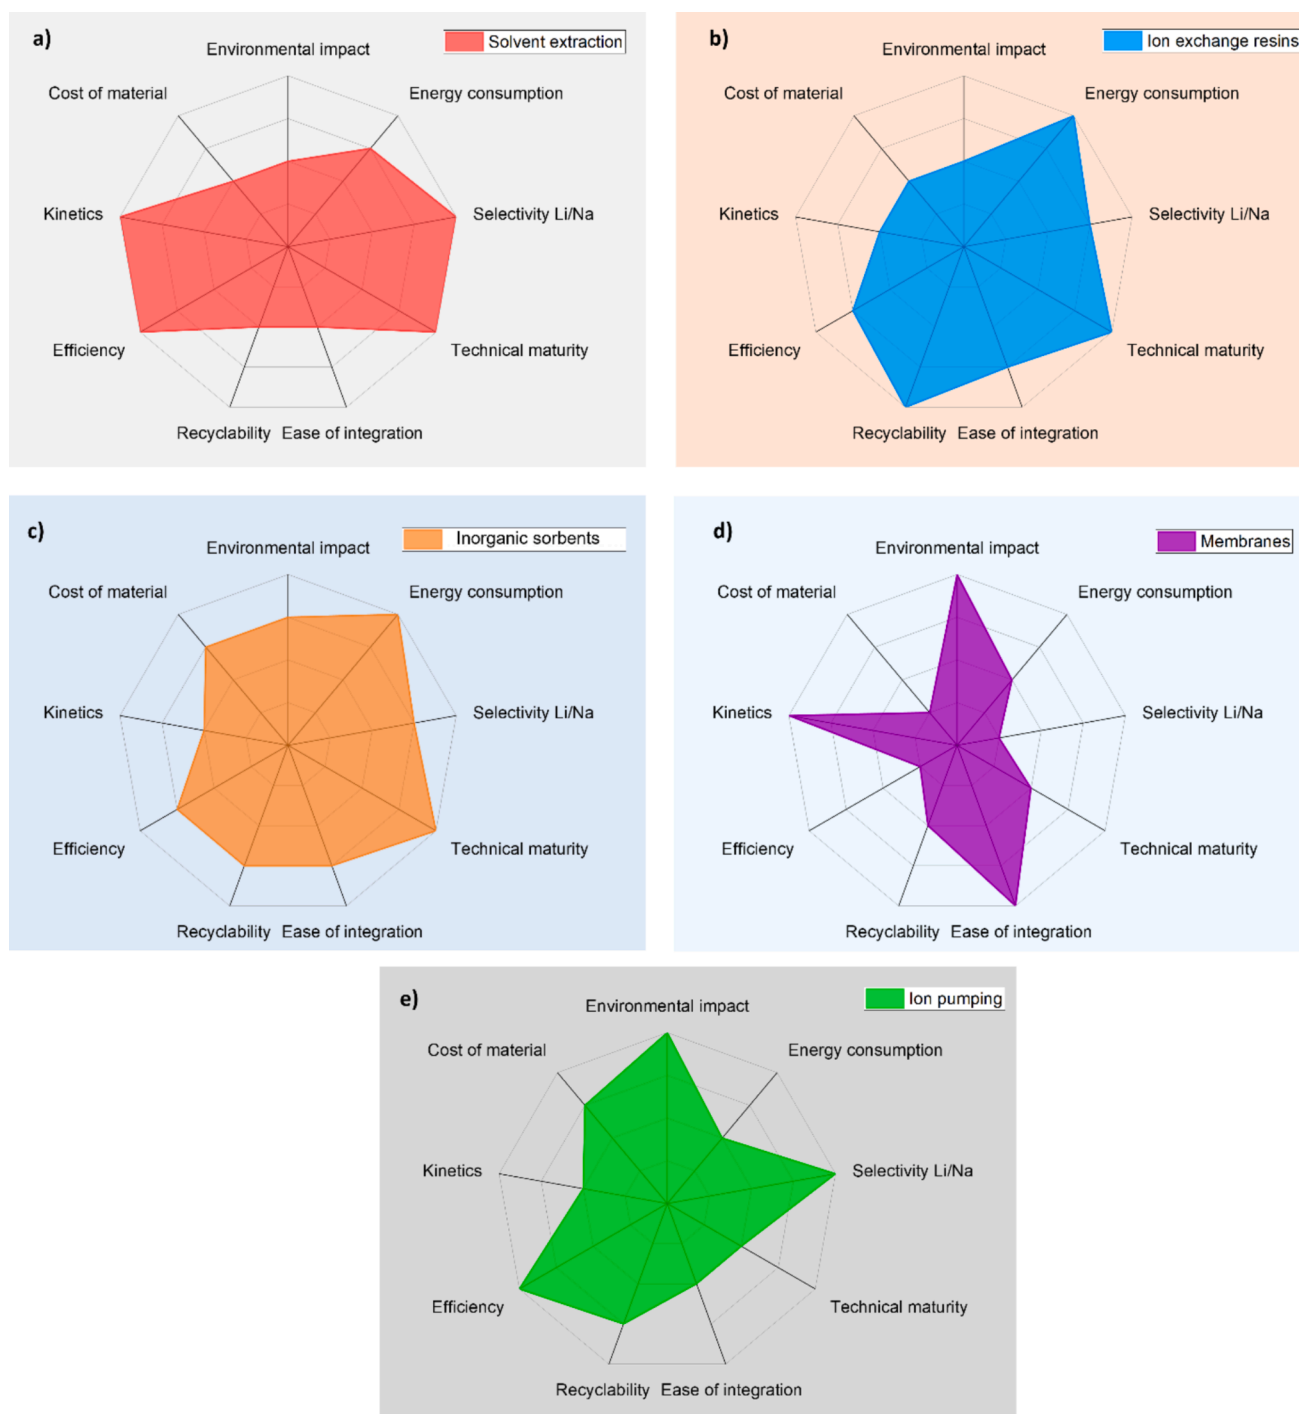 a)
Solvent extraction
Environmental impact
Cost of material
Energy consumption
Kinetics
Selectivity Li/Na
Efficiency
Technical maturity
Recyclability
Ease of integration
b)
Ion exchange resins
Environmental impact
Cost of material
Energy consumption
Kinetics
Selectivity Li/Na
Efficiency
Technical maturity
Recyclability
Ease of integration
c)
Inorganic sorbents
Environmental impact
Cost of material
Energy consumption
Kinetics
Selectivity Li/Na
Efficiency
Technical maturity
Recyclability
Ease of integration
d)
Membranes
Environmental impact
Cost of material
Energy consumption
Kinetics
Selectivity Li/Na
Efficiency
Technical maturity
Recyclability
Ease of integration
e)
Ion pumping
Environmental impact
Cost of material
Energy consumption
Kinetics
Selectivity Li/Na
Efficiency
Technical maturity
Recyclability
Ease of integration